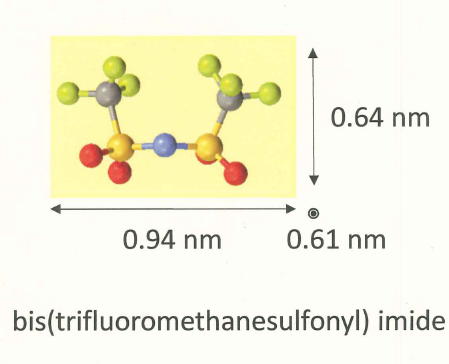 0.64 nm
0.94 nm 0.61 nm
bis(trifluoromethanesulfonyl) imide